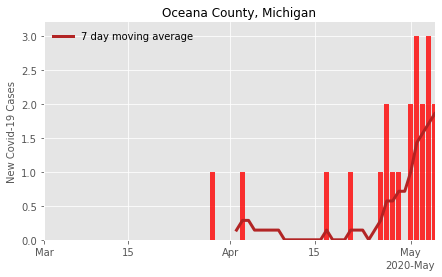 Oceana County, Michigan
7 day moving average
New Covid-19 Cases
3.0
2.5
2.0
1.5
1.0
0.5
0.0
Mar
15
Apr
15
May
2020-May